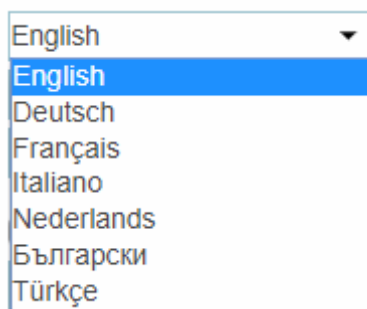 English
English
Deutsch
Français
Italiano
Nederlands
Български
Türkçe